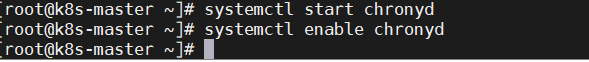 [root@k8s-master ~]# systemctl start chronyd
[root@k8s-master ~]# systemctl enable chronyd
[root@k8s-master ~]#